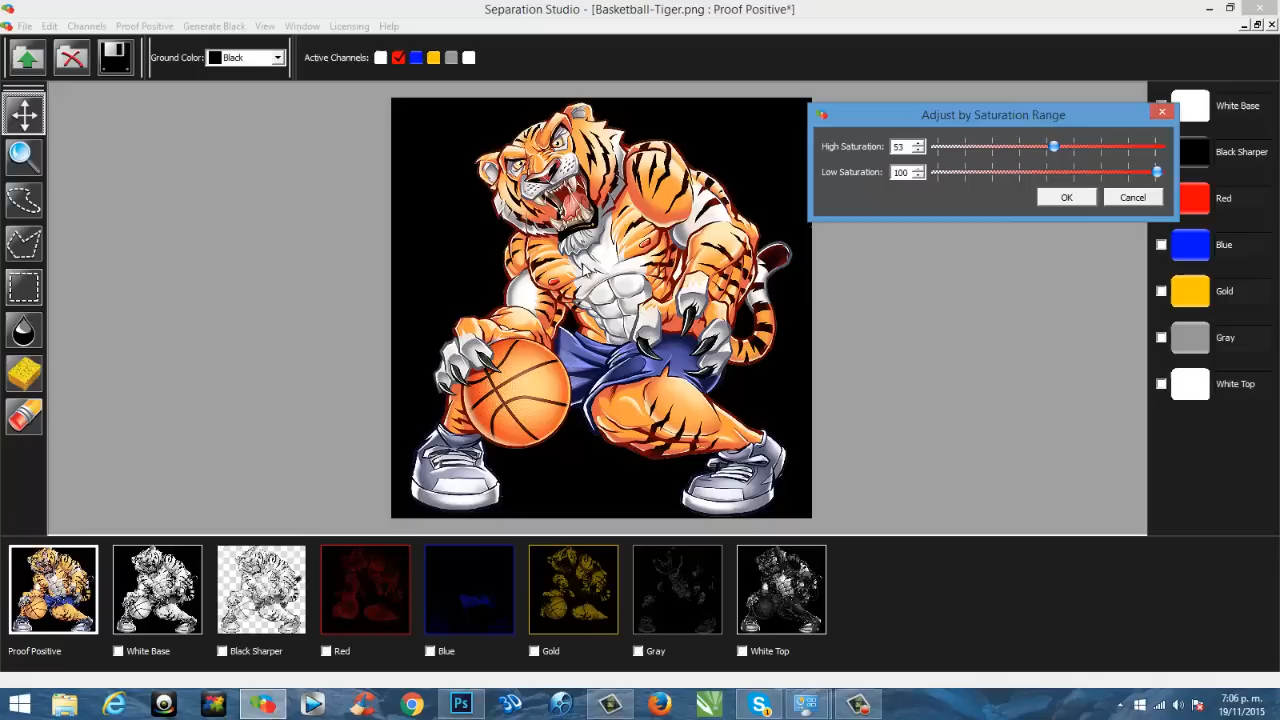 Separation Studio - [Basketball-Tiger.png : Proof Positive*]
File Edit Channels Proof Positive Generate Black View Window Licensing Help
Ground Color: Black Active Channels:
Adjust by Saturation Range
High Saturation: 53
Low Saturation: 100
OK Cancel
White Base
Black Sharper
Red
Blue
Gold
Gray
White Top
Proof Positive White Base Black Sharper Red Blue Gold Gray White Top
Ps
3D
S
7:06 p. m.
19/11/2015